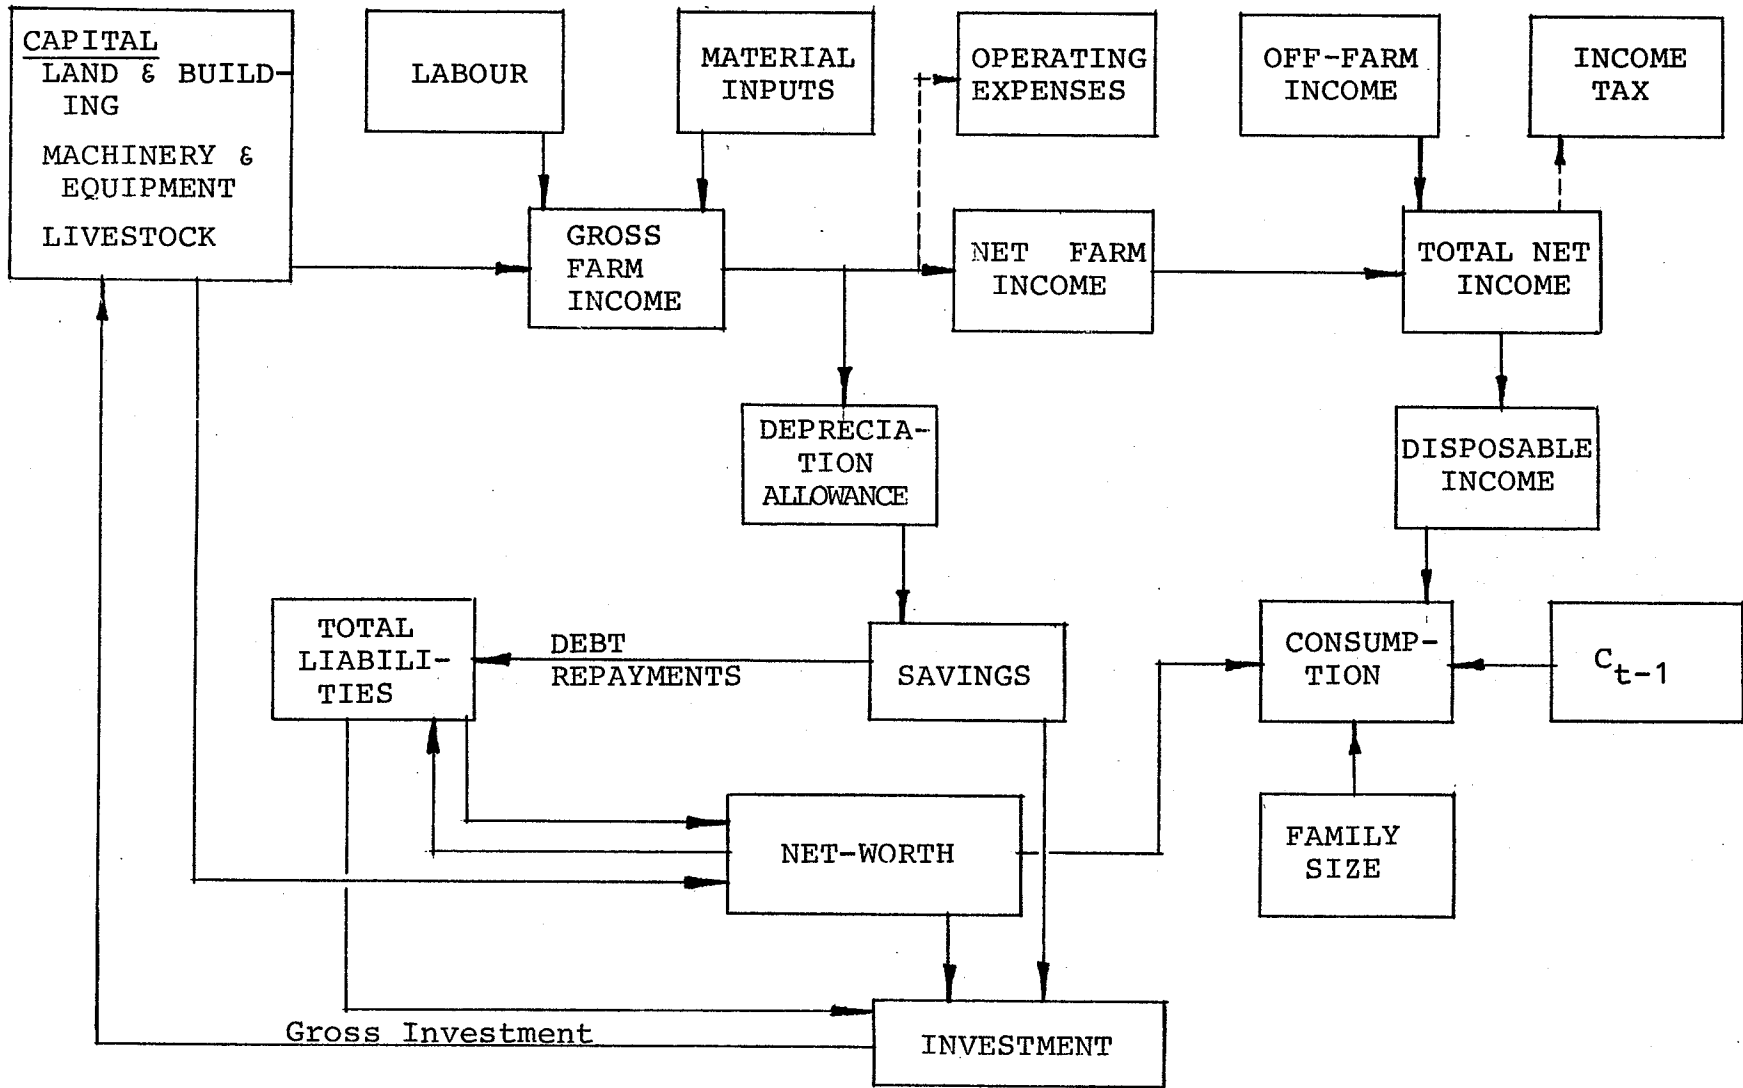 CAPITAL
LAND & BUILD-
ING
MACHINERY &
EQUIPMENT
LIVESTOCK
LABOUR
MATERIAL
INPUTS
OPERATING
EXPENSES
OFF-FARM
INCOME
INCOME
TAX
GROSS
FARM
INCOME
NET FARM
INCOME
TOTAL NET
INCOME
DEPRECIA-
TION
ALLOWANCE
DISPOSABLE
INCOME
TOTAL
LIABILI-
TIES
DEBT
REPAYMENTS
SAVINGS
CONSUMP-
TION
Ct-1
NET-WORTH
FAMILY
SIZE
Gross Investment
INVESTMENT